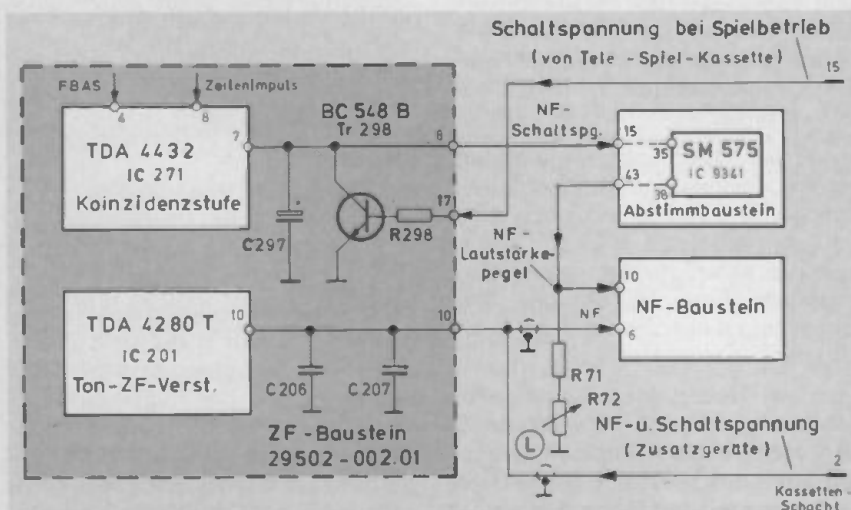 Schaltspannung bei Spielbetrieb
(von Tele-Spiel-Kassette)
15
FBAS
Zeilenimpuls
4
8
BC 548 B
Tr 298
7
8
NF-
Schaltspg.
TDA 4432
IC 271
Koinzidenzstufe
15
35
SM 575
IC 9341
43
38
Abstimmbaustein
17
C297
R298
NF-
Lautstärke-
pegel
10
NF-Baustein
NF
6
TDA 4280 T
IC 201
Ton-ZF-Verst.
10
10
C206
C207
R71
R72
L
ZF-Baustein
29502-002.01
NF-u.Schaltspannung
(Zusatzgeräte)
2
Kassetten-
Schacht